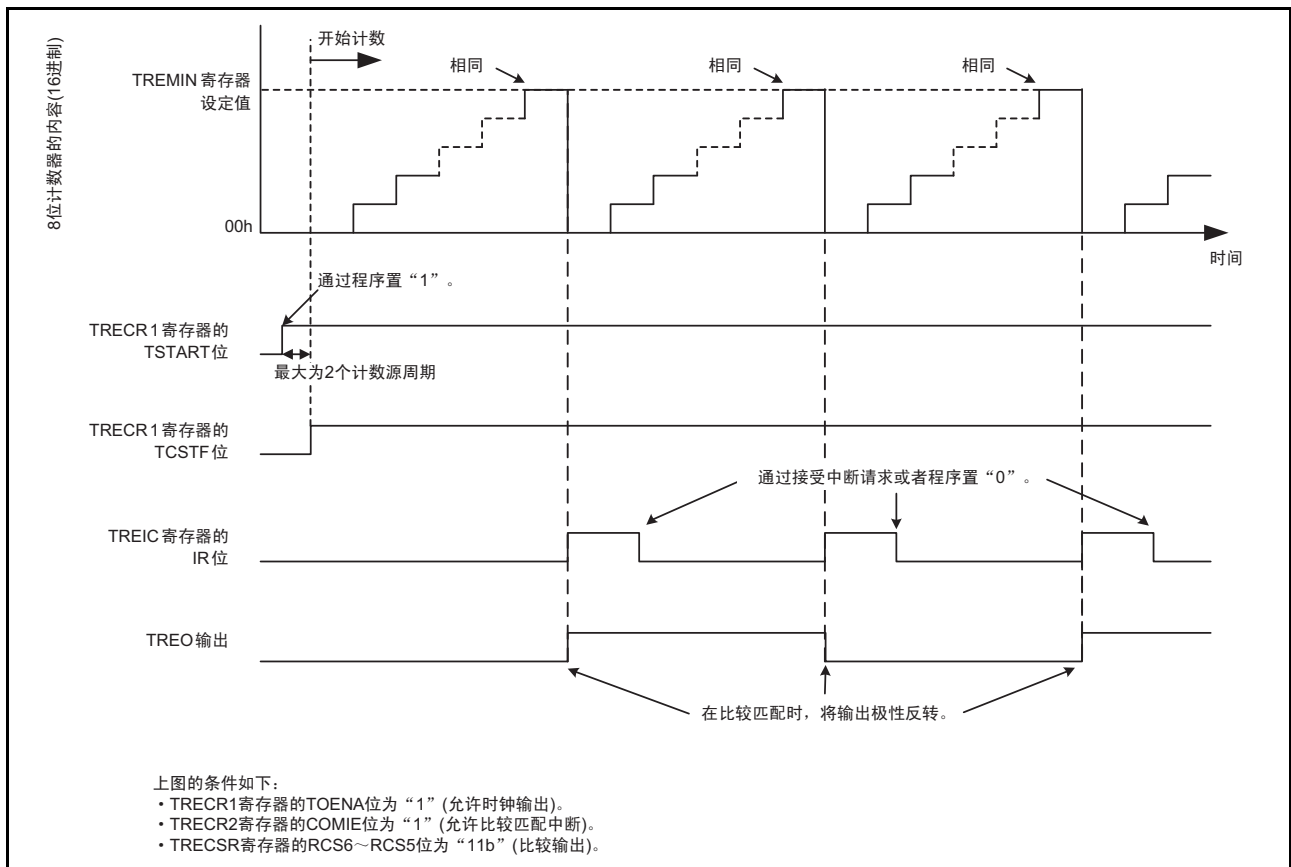 8位计数器的内容(16进制)
开始计数
TREMIN 寄存器
设定值
相同
相同
相同
00h
时间
通过程序置“1”。
TRECR1寄存器的
TSTART位
最大为2个计数源周期
TRECR1寄存器的
TCSTF位
通过接受中断请求或者程序置“0”。
TREIC寄存器的
IR位
TREO输出
在比较匹配时，将输出极性反转。
上图的条件如下：
•TRECR1寄存器的TOENA位为“1”(允许时钟输出)。
•TRECR2寄存器的COMIE位为“1”(允许比较匹配中断)。
•TRECSR寄存器的RCS6～RCS5位为“11b”(比较输出)。